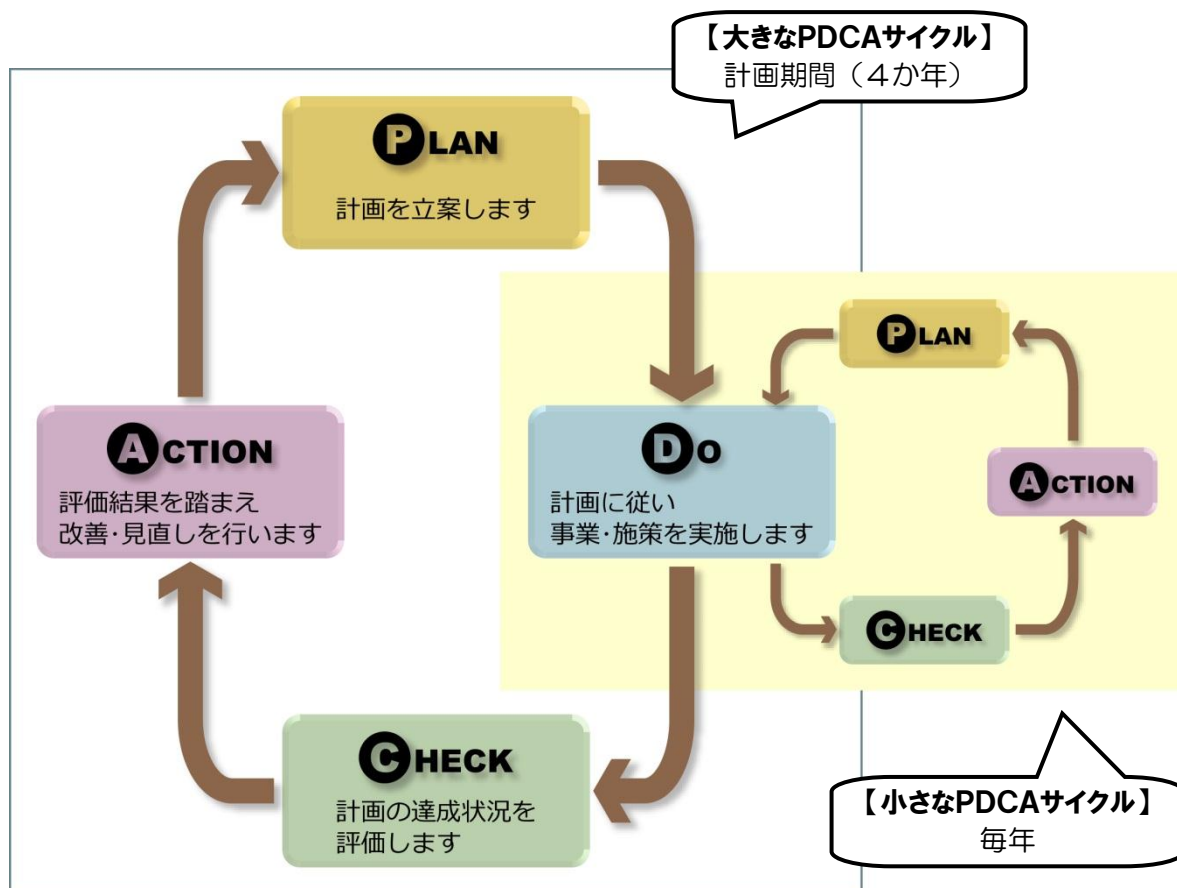 【大きなPDCAサイクル】
計画期間（４か年）
PLAN
計画を立案します
PLAN
ACTION
評価結果を踏まえ
改善･見直しを行います
DO
計画に従い
事業･施策を実施します
ACTION
CHECK
CHECK
計画の達成状況を
評価します
【小さなPDCAサイクル】
毎年